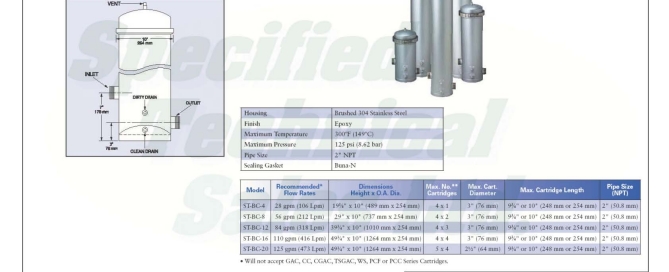 VENT
10"
254 mm
INLET
DIRTY DRAIN
OUTLET
7"
178 mm
3"
76 mm
CLEAN DRAIN
Specified
Technical
Sales
Housing Brushed 304 Stainless Steel
Finish Epoxy
Maximum Temperature 300°F (149°C)
Maximum Pressure 125 psi (8.62 bar)
Pipe Size 2" NPT
Sealing Gasket Buna-N
Model Recommended* Flow Rates Dimensions Height x O.A. Dia. Max. No.** Cartridges Max. Cart. Diameter Max. Cartridge Length Pipe Size (NPT)
ST-BC-4 28 gpm (106 Lpm) 19¼" x 10" (489 mm x 254 mm) 4 x 1 3" (76 mm) 9¾" or 10" (248 mm or 254 mm) 2" (50.8 mm)
ST-BC-8 56 gpm (212 Lpm) 29" x 10" (737 mm x 254 mm) 4 x 2 3" (76 mm) 9¾" or 10" (248 mm or 254 mm) 2" (50.8 mm)
ST-BC-12 84 gpm (318 Lpm) 39¾" x 10" (1010 mm x 254 mm) 4 x 3 3" (76 mm) 9¾" or 10" (248 mm or 254 mm) 2" (50.8 mm)
ST-BC-16 110 gpm (416 Lpm) 49¾" x 10" (1264 mm x 254 mm) 4 x 4 3" (76 mm) 9¾" or 10" (248 mm or 254 mm) 2" (50.8 mm)
ST-BC-20 125 gpm (473 Lpm) 49¾" x 10" (1264 mm x 254 mm) 5 x 4 2½" (64 mm) 9¾" or 10" (248 mm or 254 mm) 2" (50.8 mm)
• Will not accept GAC, CC, CGAC, TSGAC, WS, PCF or PCC Series Cartridges.